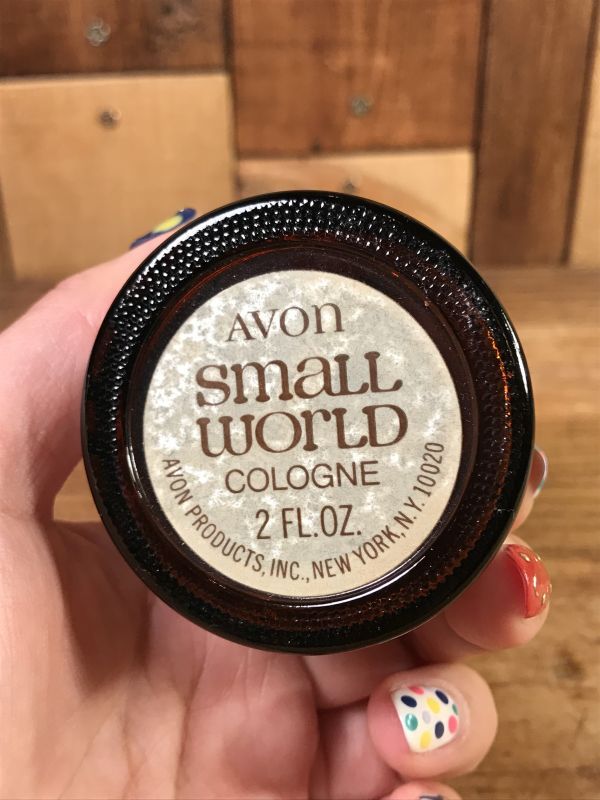 AVON
SMALL
WORLD
COLOGNE
2 FL.OZ.
AVON PRODUCTS, INC., NEW YORK, N.Y. 10020